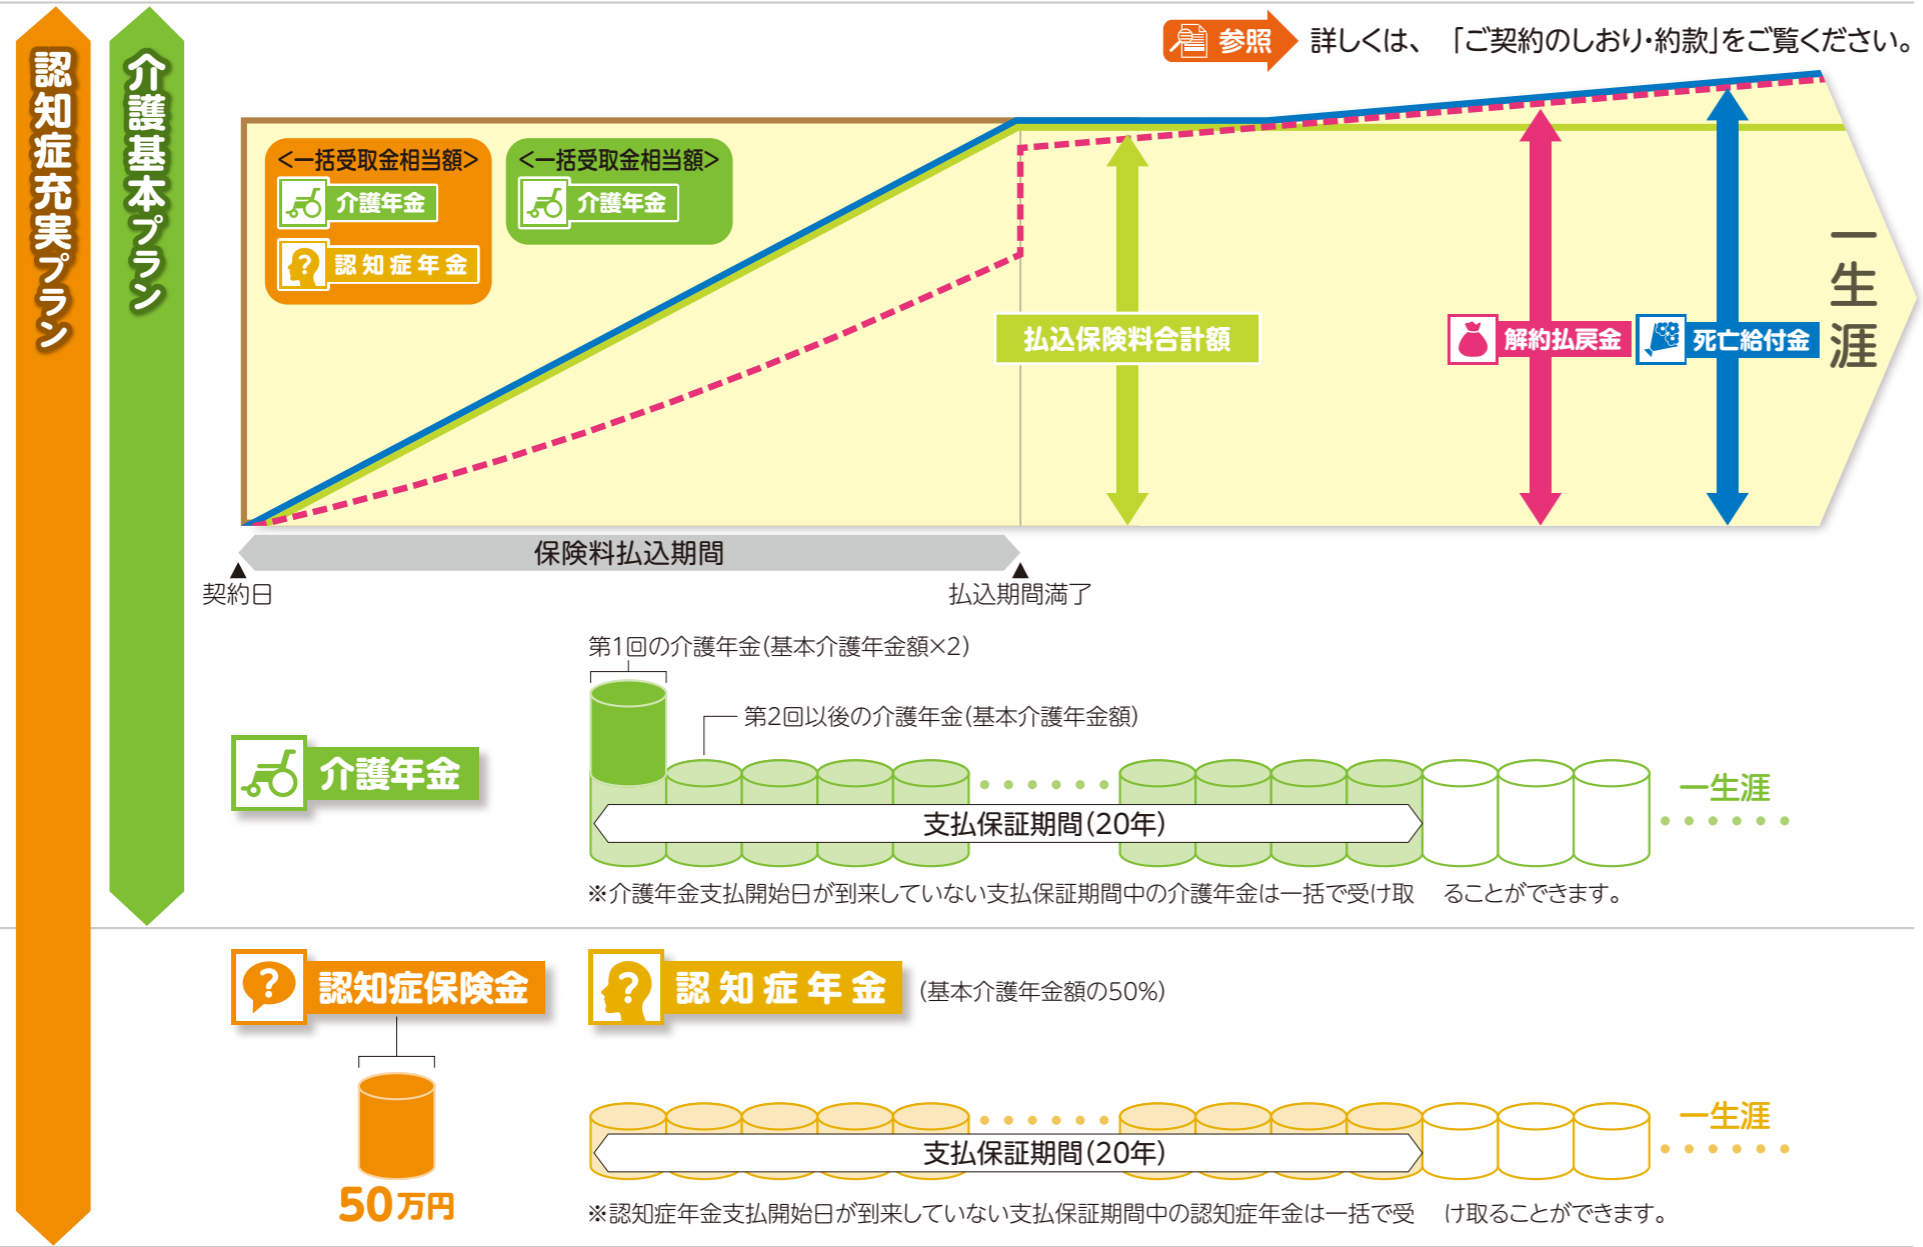 認知症充実プラン
介護基本プラン
参照
詳しくは、「ご契約のしおり・約款」をご覧ください。
<一括受取金相当額>
介護年金
認知症年金
<一括受取金相当額>
介護年金
払込保険料合計額
解約払戻金
死亡給付金
一生涯
保険料払込期間
契約日
払込期間満了
第1回の介護年金(基本介護年金額×2)
第2回以後の介護年金(基本介護年金額)
介護年金
支払保証期間(20年)
一生涯
※介護年金支払開始日が到来していない支払保証期間中の介護年金は一括で受け取 ることができます。
認知症保険金
50万円
認知症年金
(基本介護年金額の50%)
支払保証期間(20年)
一生涯
※認知症年金支払開始日が到来していない支払保証期間中の認知症年金は一括で受 け取ることができます。